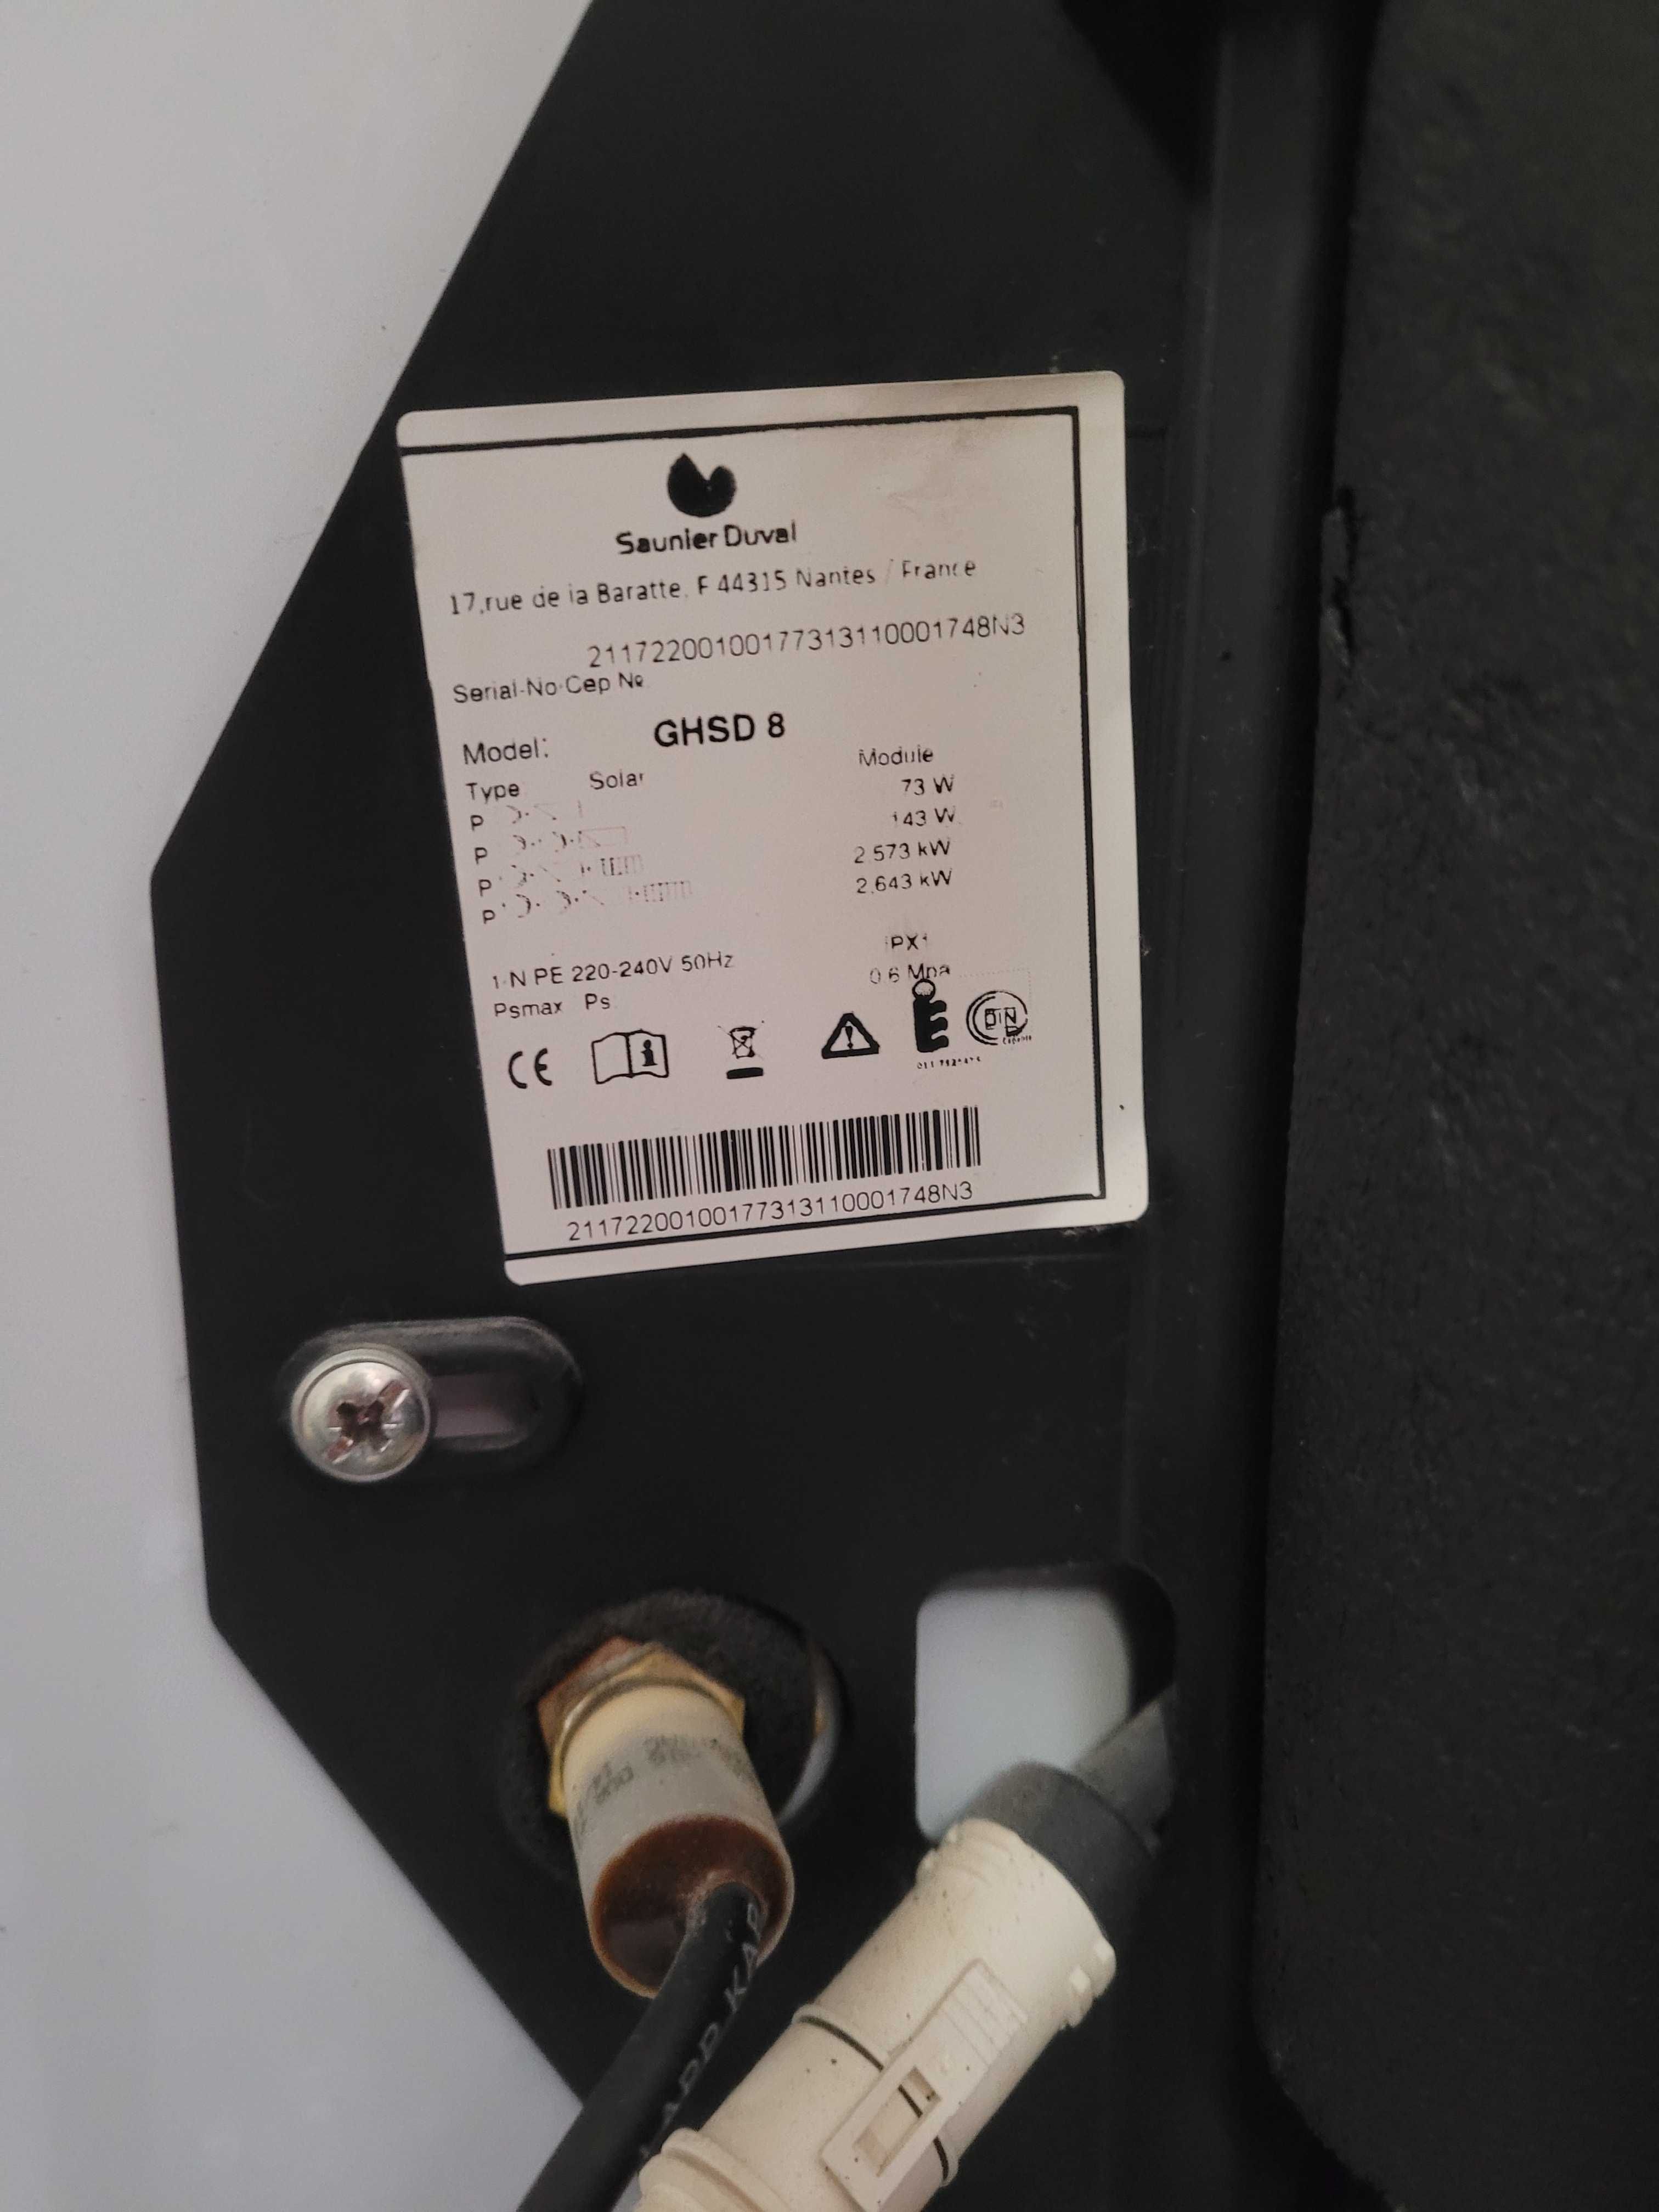 Saunier Duval
17,rue de la Baratte, F 44315 Nantes / France
21172200100177313110001748N3
Serial-No Cep №
Model: GHSD 8
Type Solar Module
P 73 W
P 143 W
P 2.573 kW
P 2.643 kW
1 N PE 220-240V 50Hz IPX1
Psmax Ps 0.6 Mpa
CE
DIN
21172200100177313110001748N3